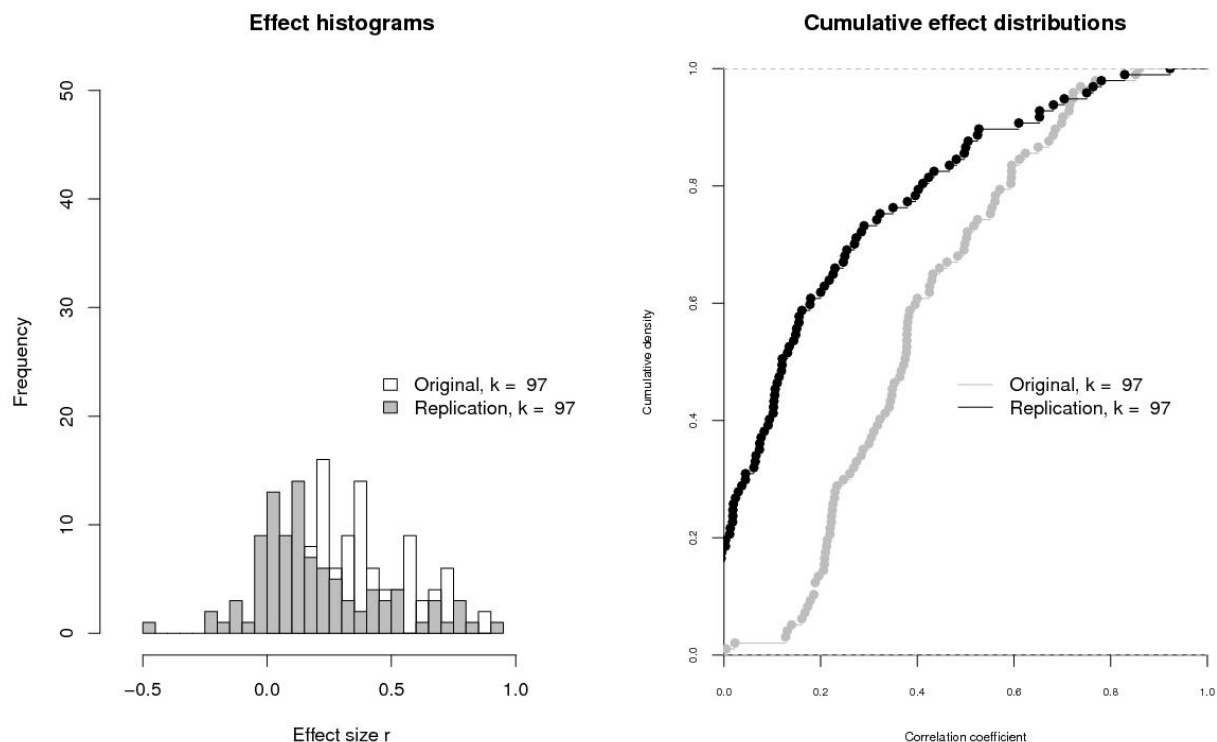 Effect histograms
50
40
30
20
10
0
Frequency
Original, k = 97
Replication, k = 97
−0.5
0.0
0.5
1.0
Effect size r
Cumulative effect distributions
1.0
0.8
0.6
0.4
0.2
0.0
Cumulative density
Original, k = 97
Replication, k = 97
0.0
0.2
0.4
0.6
0.8
1.0
Correlation coefficient